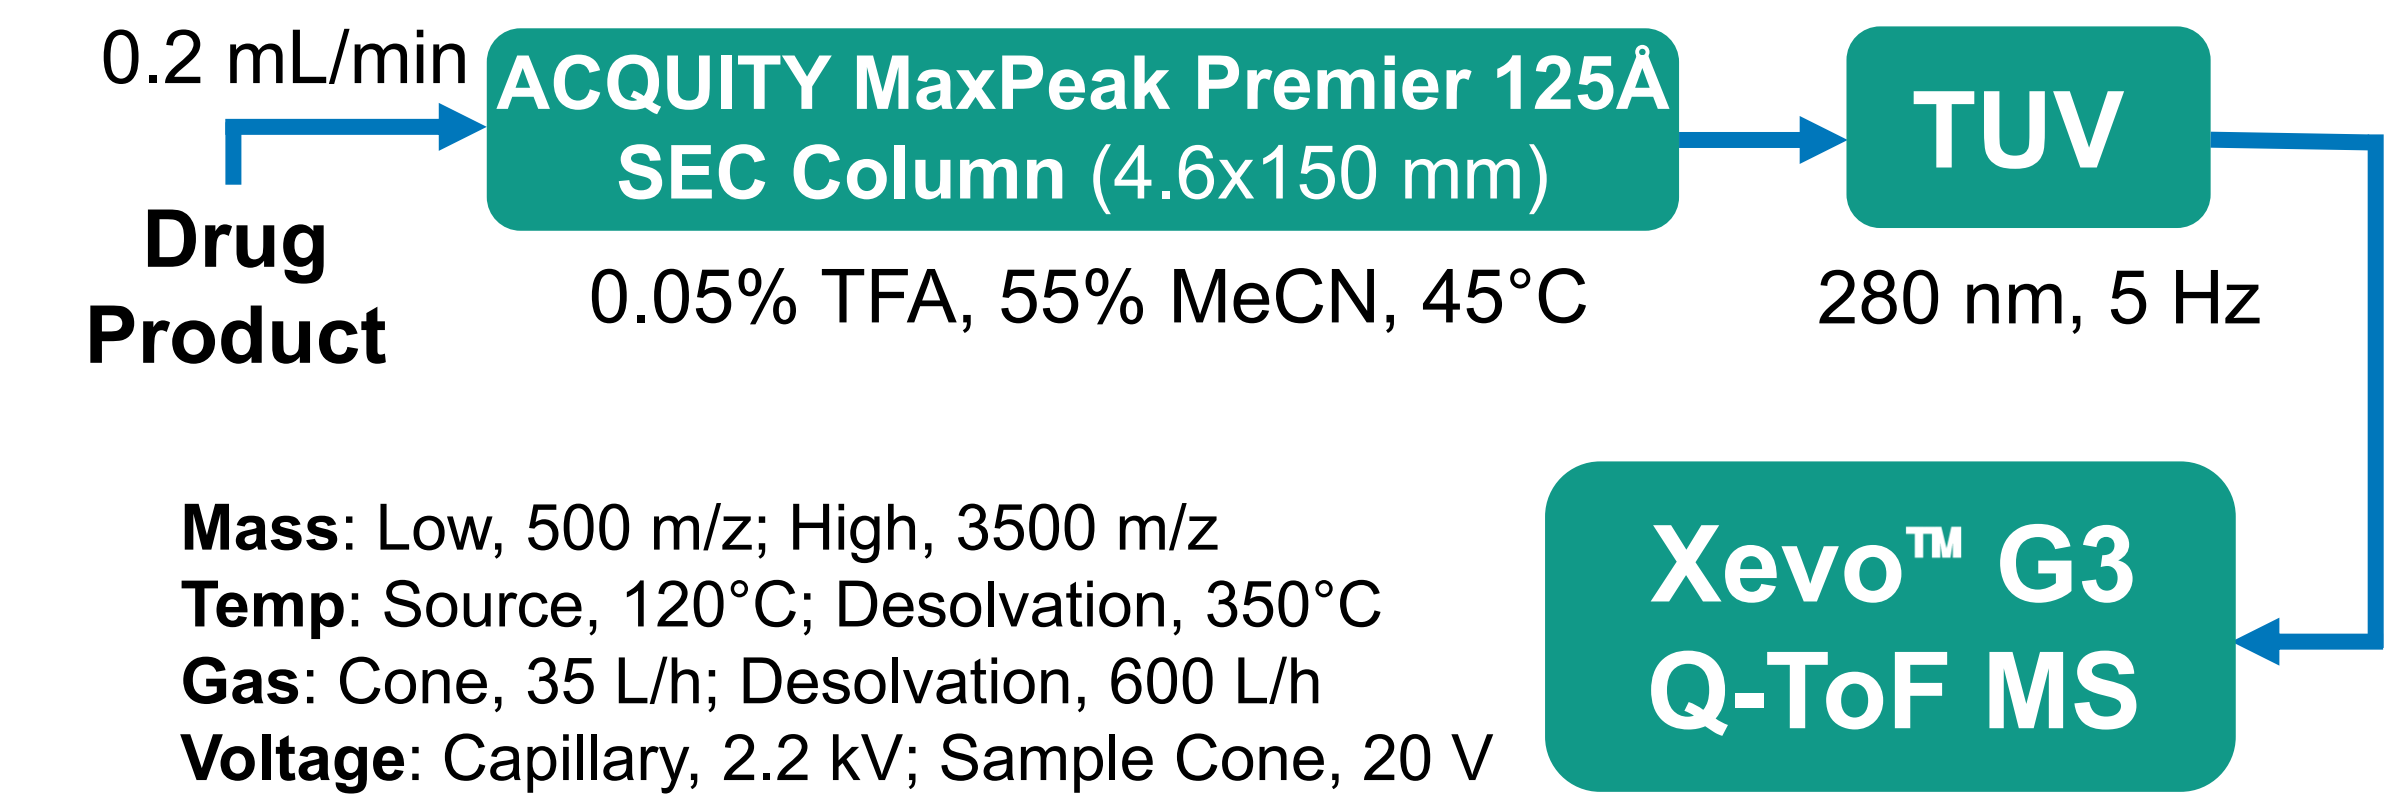 0.2 mL/min
ACQUITY MaxPeak Premier 125Å
SEC Column (4.6x150 mm)
TUV
Drug
Product
0.05% TFA, 55% MeCN, 45°C
280 nm, 5 Hz
Mass: Low, 500 m/z; High, 3500 m/z
Temp: Source, 120°C; Desolvation, 350°C
Gas: Cone, 35 L/h; Desolvation, 600 L/h
Voltage: Capillary, 2.2 kV; Sample Cone, 20 V
Xevo™ G3
Q-ToF MS